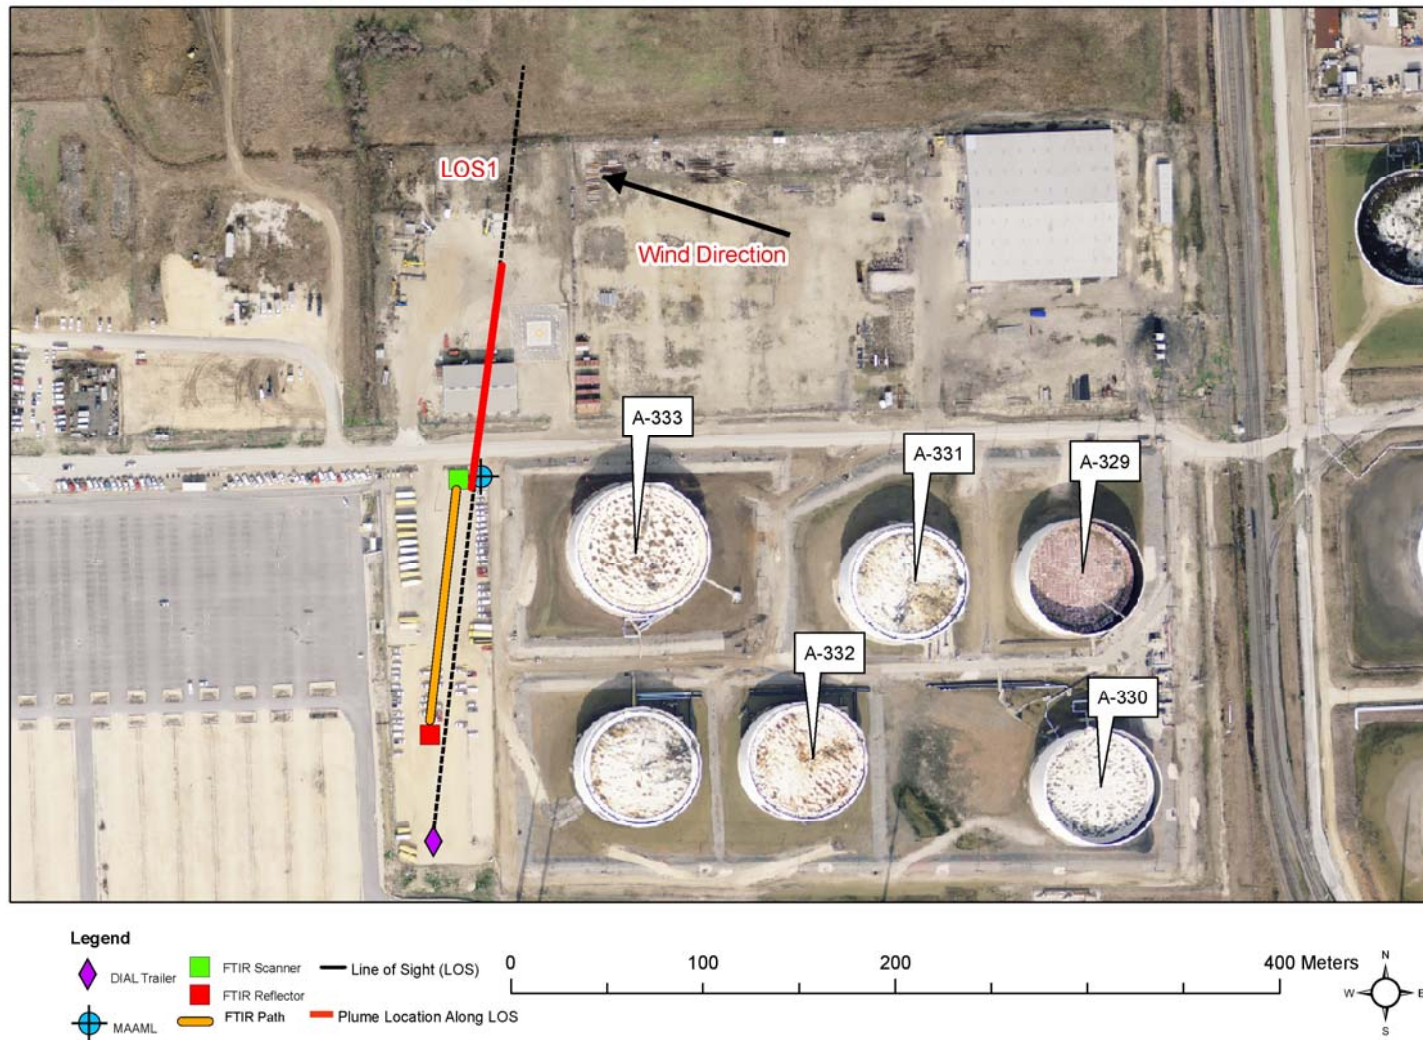 LOS1
Wind Direction
A-333
A-331
A-329
A-332
A-330
Legend
DIAL Trailer
MAAML
FTIR Scanner
FTIR Reflector
FTIR Path
Line of Sight (LOS)
Plume Location Along LOS
0 100 200 400 Meters
N
W E
S